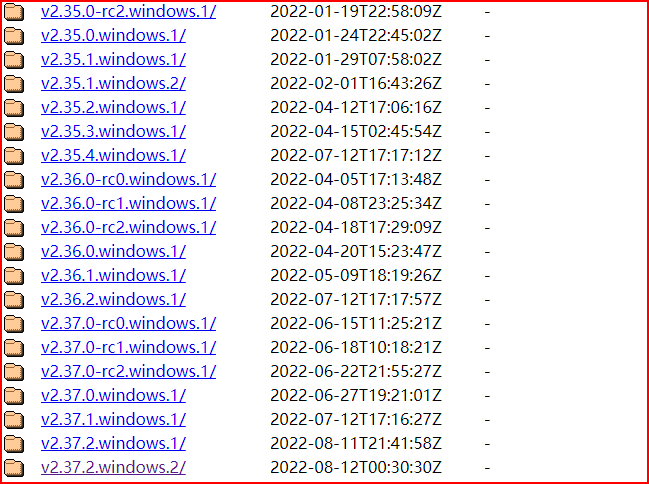 v2.35.0-rc2.windows.1/ 2022-01-19T22:58:09Z -
v2.35.0.windows.1/ 2022-01-24T22:45:02Z -
v2.35.1.windows.1/ 2022-01-29T07:58:02Z -
v2.35.1.windows.2/ 2022-02-01T16:43:26Z -
v2.35.2.windows.1/ 2022-04-12T17:06:16Z -
v2.35.3.windows.1/ 2022-04-15T02:45:54Z -
v2.35.4.windows.1/ 2022-07-12T17:17:12Z -
v2.36.0-rc0.windows.1/ 2022-04-05T17:13:48Z -
v2.36.0-rc1.windows.1/ 2022-04-08T23:25:34Z -
v2.36.0-rc2.windows.1/ 2022-04-18T17:29:09Z -
v2.36.0.windows.1/ 2022-04-20T15:23:47Z -
v2.36.1.windows.1/ 2022-05-09T18:19:26Z -
v2.36.2.windows.1/ 2022-07-12T17:17:57Z -
v2.37.0-rc0.windows.1/ 2022-06-15T11:25:21Z -
v2.37.0-rc1.windows.1/ 2022-06-18T10:18:21Z -
v2.37.0-rc2.windows.1/ 2022-06-22T21:55:27Z -
v2.37.0.windows.1/ 2022-06-27T19:21:01Z -
v2.37.1.windows.1/ 2022-07-12T17:16:27Z -
v2.37.2.windows.1/ 2022-08-11T21:41:58Z -
v2.37.2.windows.2/ 2022-08-12T00:30:30Z -